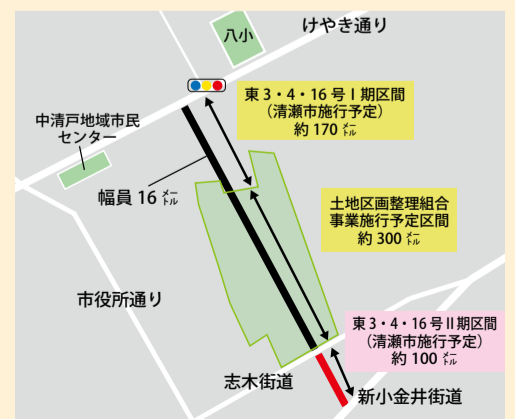 けやき通り
八小
東3・4・16号Ⅰ期区間
（清瀬市施行予定）
約170㍍
中清戸地域市民
センター
幅員16㍍
土地区画整理組合
事業施行予定区間
約300㍍
市役所通り
東3・4・16号Ⅱ期区間
（清瀬市施行予定）
約100㍍
志木街道
新小金井街道